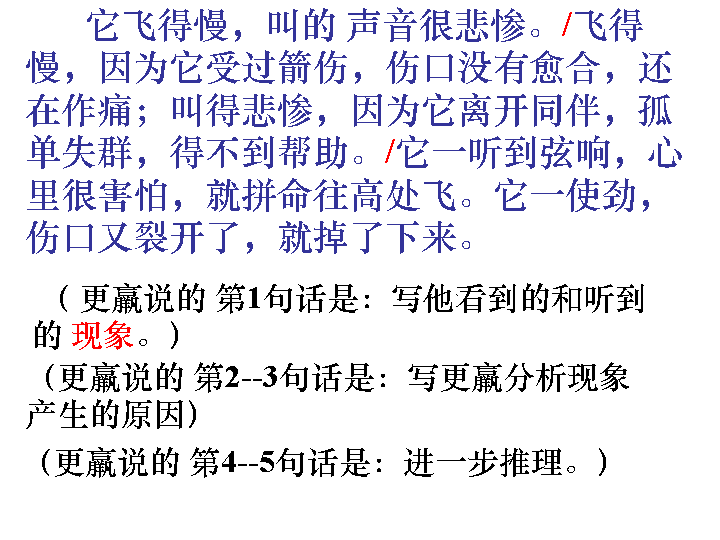 它飞得慢，叫的 声音很悲惨。/飞得
慢，因为它受过箭伤，伤口没有愈合，还
在作痛；叫得悲惨，因为它离开同伴，孤
单失群，得不到帮助。/它一听到弦响，心
里很害怕，就拼命往高处飞。它一使劲，
伤口又裂开了，就掉了下来。
（ 更羸说的 第1句话是：写他看到的和听到
的 现象。）
（更羸说的 第2--3句话是：写更羸分析现象
产生的原因）
（更羸说的 第4--5句话是：进一步推理。）